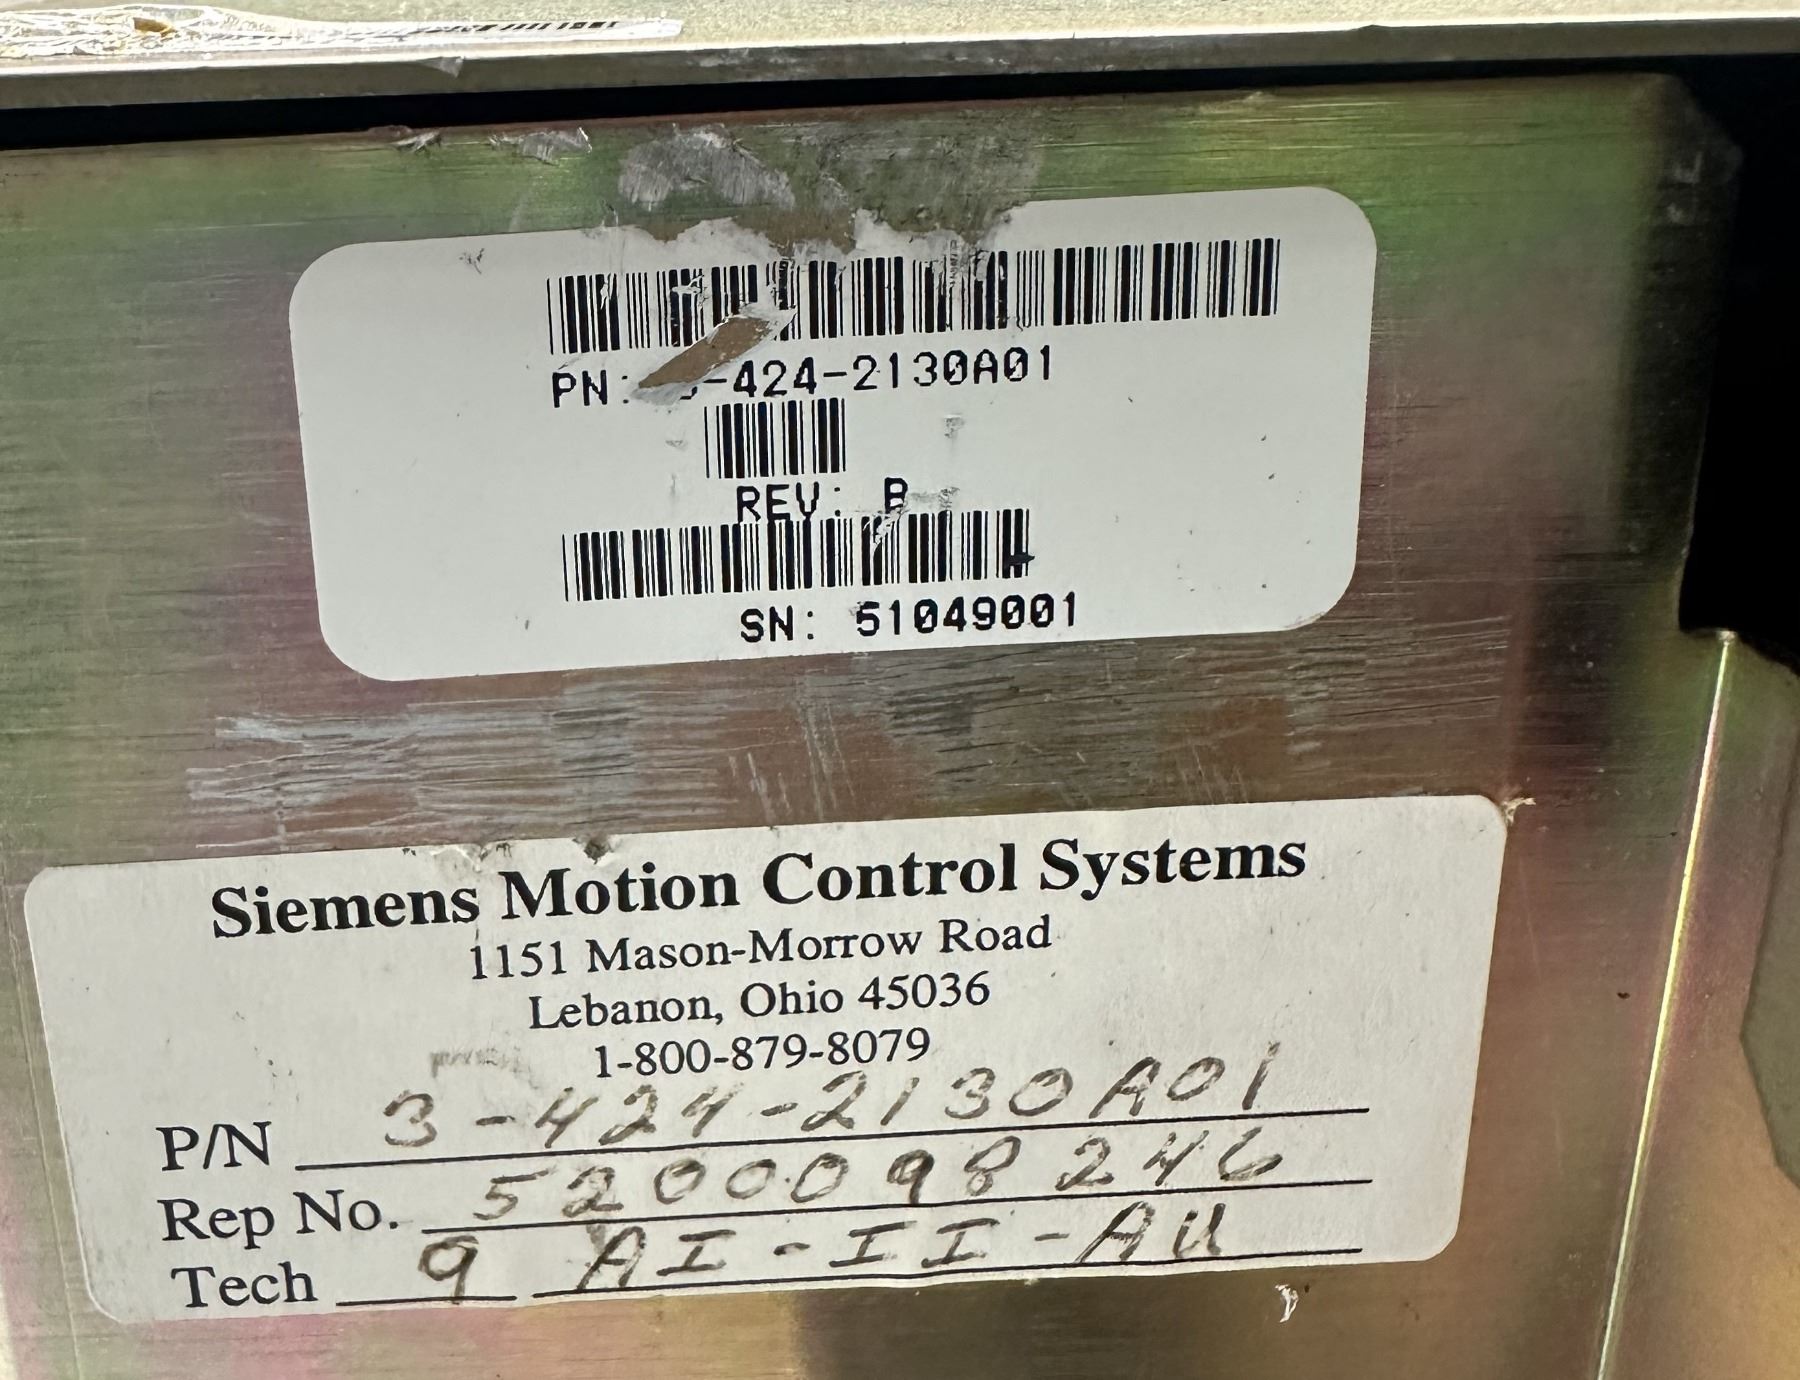 PN: -424-2130A01
REV: B
SN: 51049001
Siemens Motion Control Systems
1151 Mason-Morrow Road
Lebanon, Ohio 45036
1-800-879-8079
P/N 3-424-2130A01
Rep No. 5200098246
Tech 9 AI-II-AU